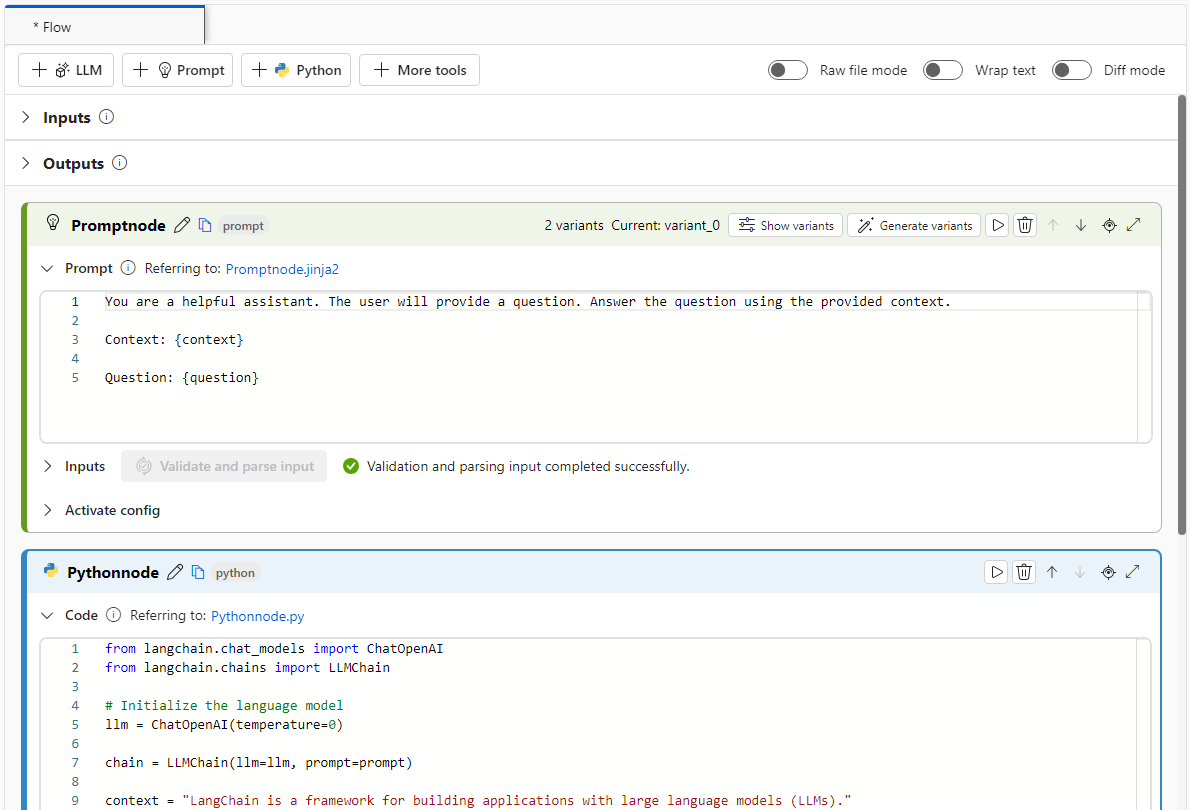 * Flow
LLM Prompt Python More tools Raw file mode Wrap text Diff mode
Inputs
Outputs
Promptnode prompt 2 variants Current: variant_0 Show variants Generate variants
Prompt Referring to: Promptnode.jinja2
1 You are a helpful assistant. The user will provide a question. Answer the question using the provided context.
2
3 Context: {context}
4
5 Question: {question}
Inputs Validate and parse input Validation and parsing input completed successfully.
Activate config
Pythonnode python
Code Referring to: Pythonnode.py
1 from langchain.chat_models import ChatOpenAI
2 from langchain.chains import LLMChain
3
4 # Initialize the language model
5 llm = ChatOpenAI(temperature=0)
6
7 chain = LLMChain(llm=llm, prompt=prompt)
8
9 context = "LangChain is a framework for building applications with large language models (LLMs)."